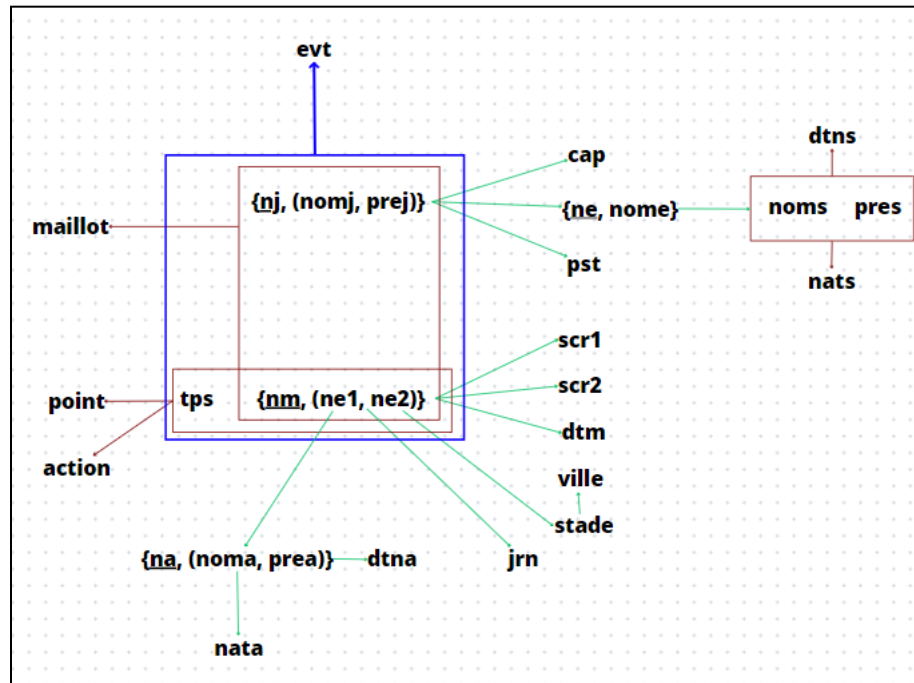 evt
dtns
cap
{nj, (nomj, prej)}
{ne, nome}
noms pres
maillot
pst
nats
scr1
scr2
point
tps
{nm, (ne1, ne2)}
dtm
action
ville
stade
{na, (noma, prea)}
dtna
jrn
nata